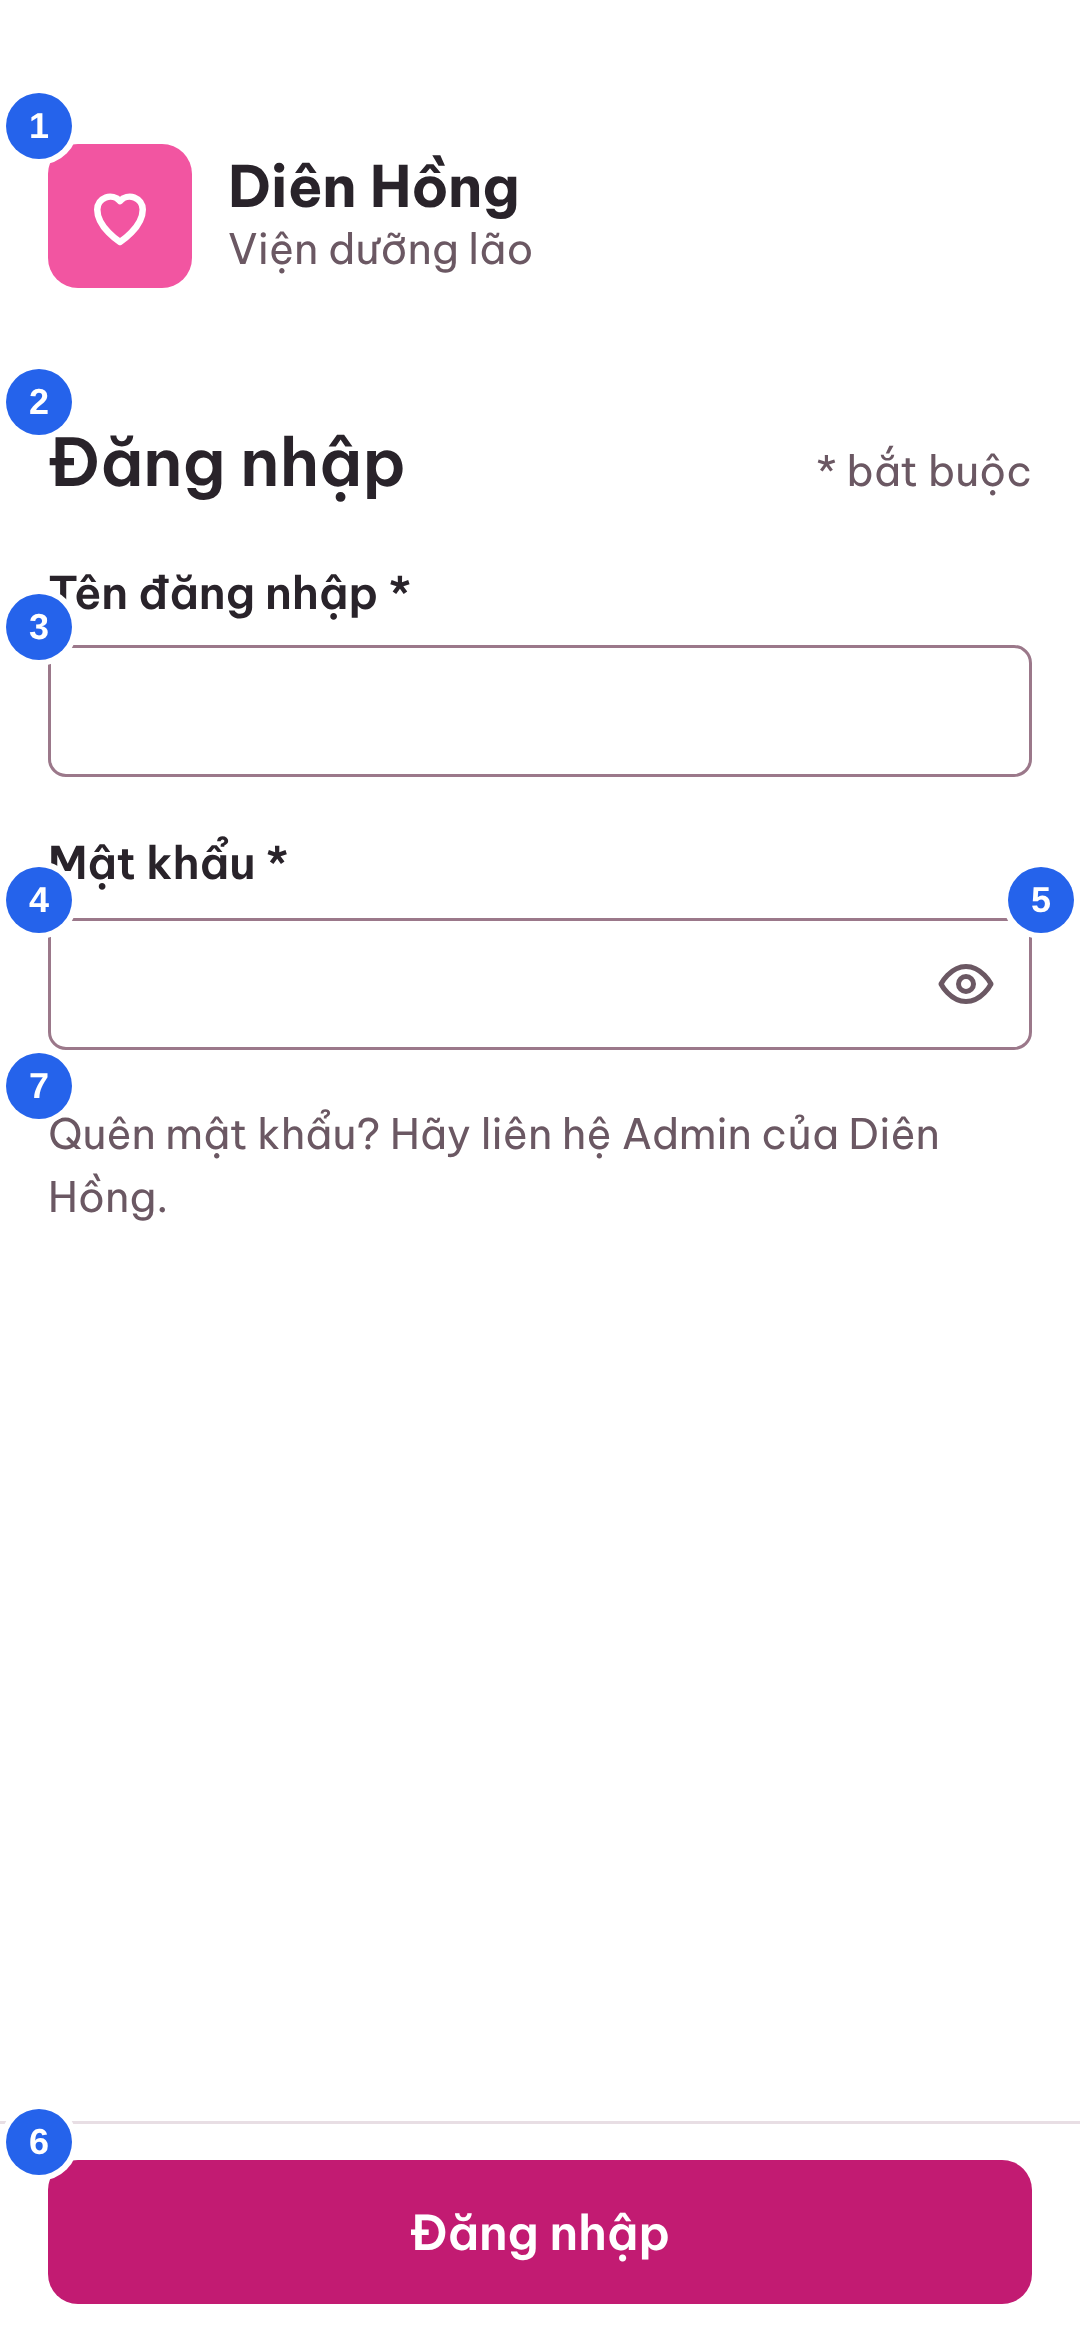 1
Diên Hồng
Viện dưỡng lão
2
Đăng nhập
* bắt buộc
Tên đăng nhập *
3
Mật khẩu *
4
5
7
Quên mật khẩu? Hãy liên hệ Admin của Diên
Hồng.
6
Đăng nhập